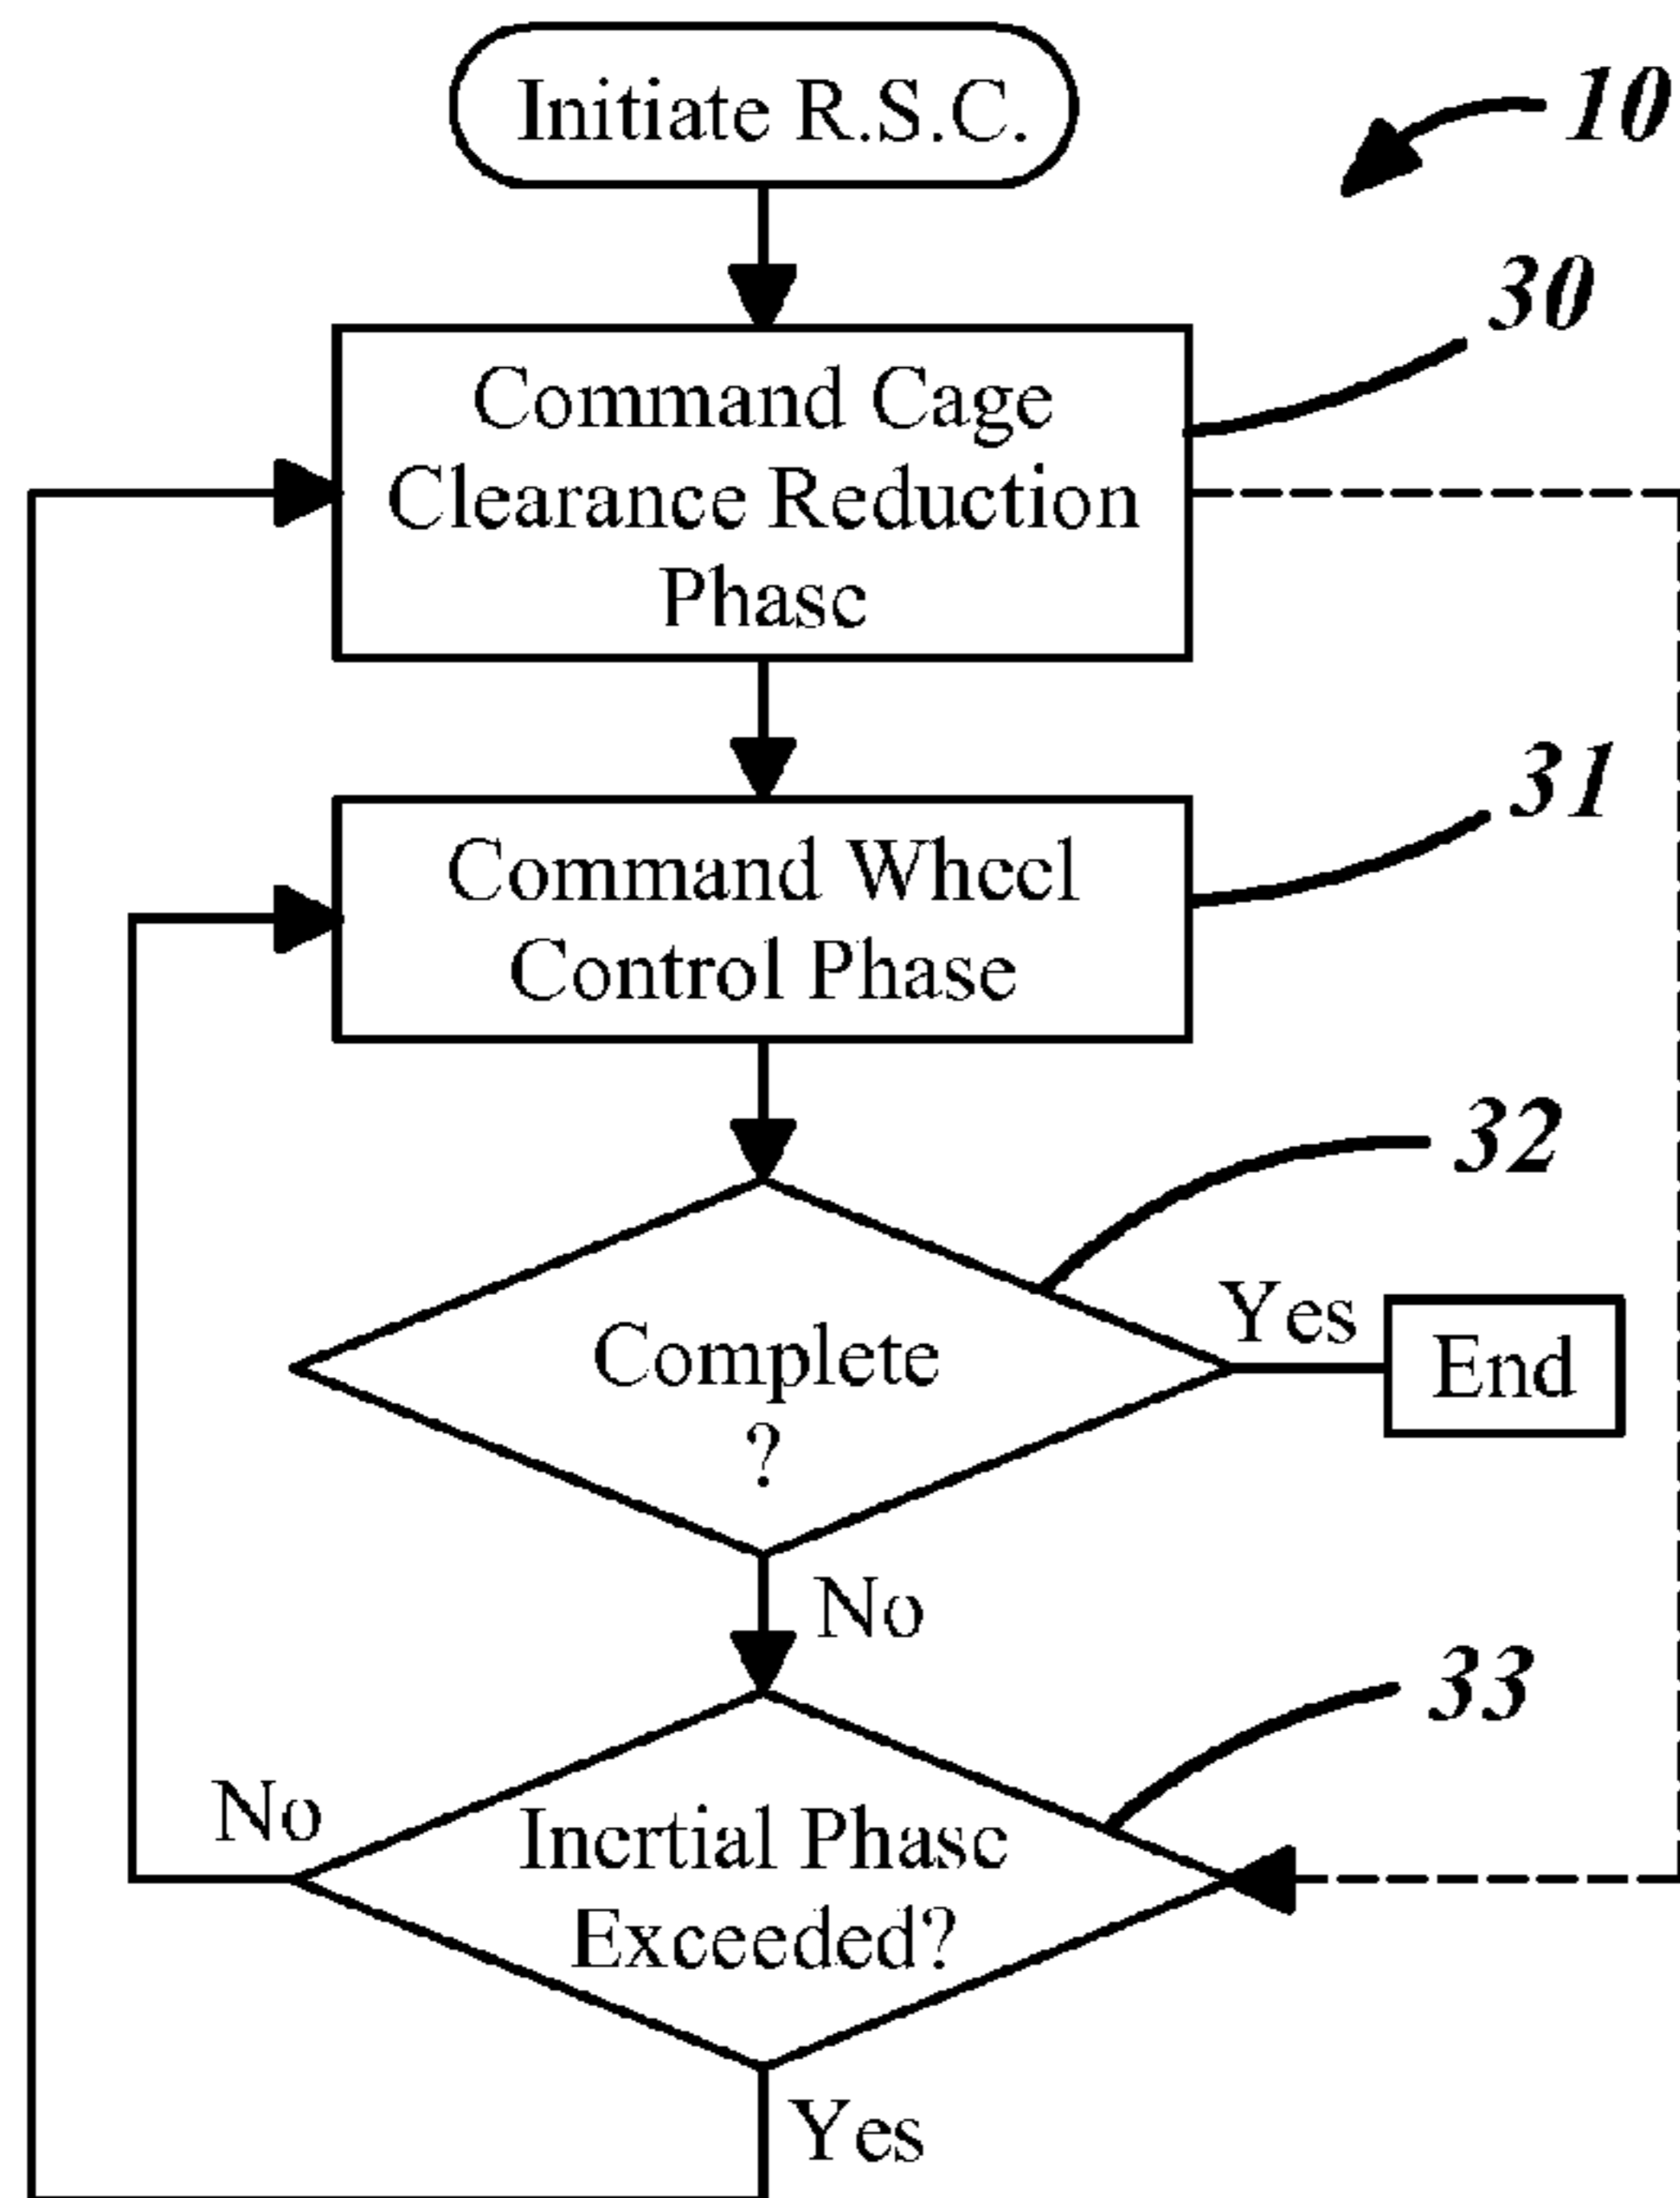 Initiate R.S.C.
10
30
Command Cage
Clearance Reduction
Phase
31
Command Wheel
Control Phase
32
Yes
End
Complete
?
No
33
No
Inertial Phase
Exceeded?
Yes